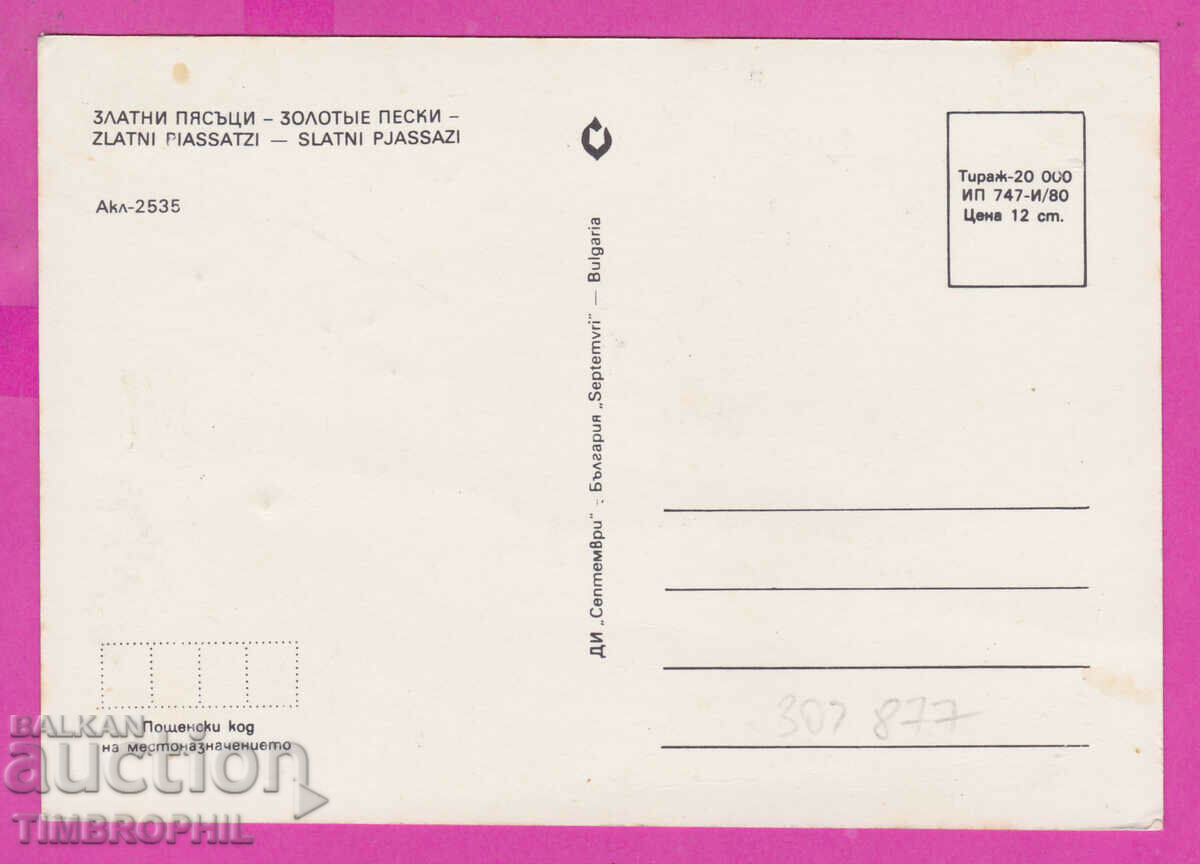 ЗЛАТНИ ПЯСЪЦИ – ЗОЛОТЫЕ ПЕСКИ –
ZLATNI PIASSATZI — SLATNI PJASSAZI
Акл-2535
Тираж-20 000
ИП 747-И/80
Цена 12 ст.
ДИ „Септември" - България „Septemvri" — Bulgaria
Пощенски код
на местоназначението
307 877
BALKAN
auction
TIMBROPHIL